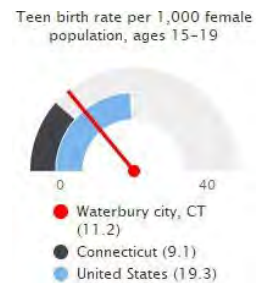 Teen birth rate per 1,000 female
population, ages 15–19
0 40
Waterbury city, CT
(11.2)
Connecticut (9.1)
United States (19.3)